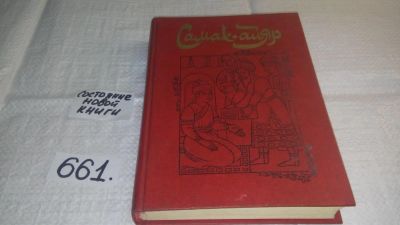 Самак-айяр
состояние
новой
книги
661.